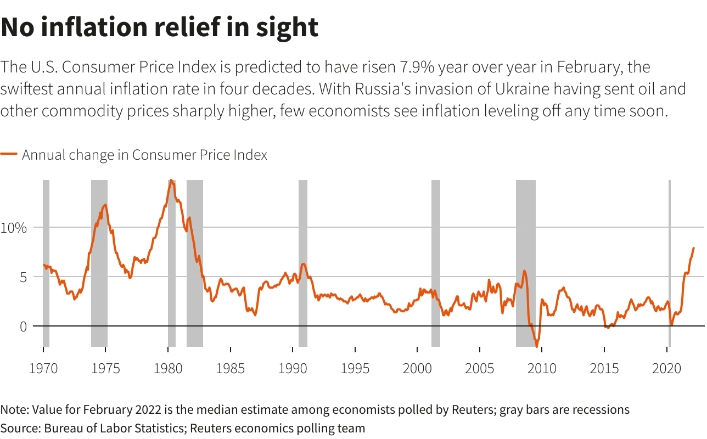 No inflation relief in sight
The U.S. Consumer Price Index is predicted to have risen 7.9% year over year in February, the
swiftest annual inflation rate in four decades. With Russia's invasion of Ukraine having sent oil and
other commodity prices sharply higher, few economists see inflation leveling off any time soon.
Annual change in Consumer Price Index
10%
5
0
1970 1975 1980 1985 1990 1995 2000 2005 2010 2015 2020
Note: Value for February 2022 is the median estimate among economists polled by Reuters; gray bars are recessions
Source: Bureau of Labor Statistics; Reuters economics polling team